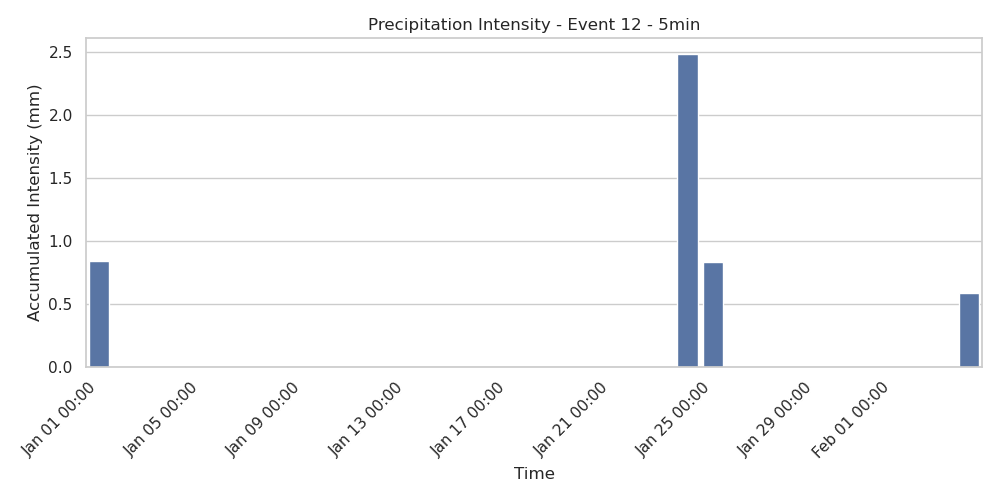 Precipitation Intensity - Event 12 - 5min
Accumulated Intensity (mm)
2.5
2.0
1.5
1.0
0.5
0.0
Jan 01 00:00
Jan 05 00:00
Jan 09 00:00
Jan 13 00:00
Jan 17 00:00
Jan 21 00:00
Jan 25 00:00
Jan 29 00:00
Feb 01 00:00
Time